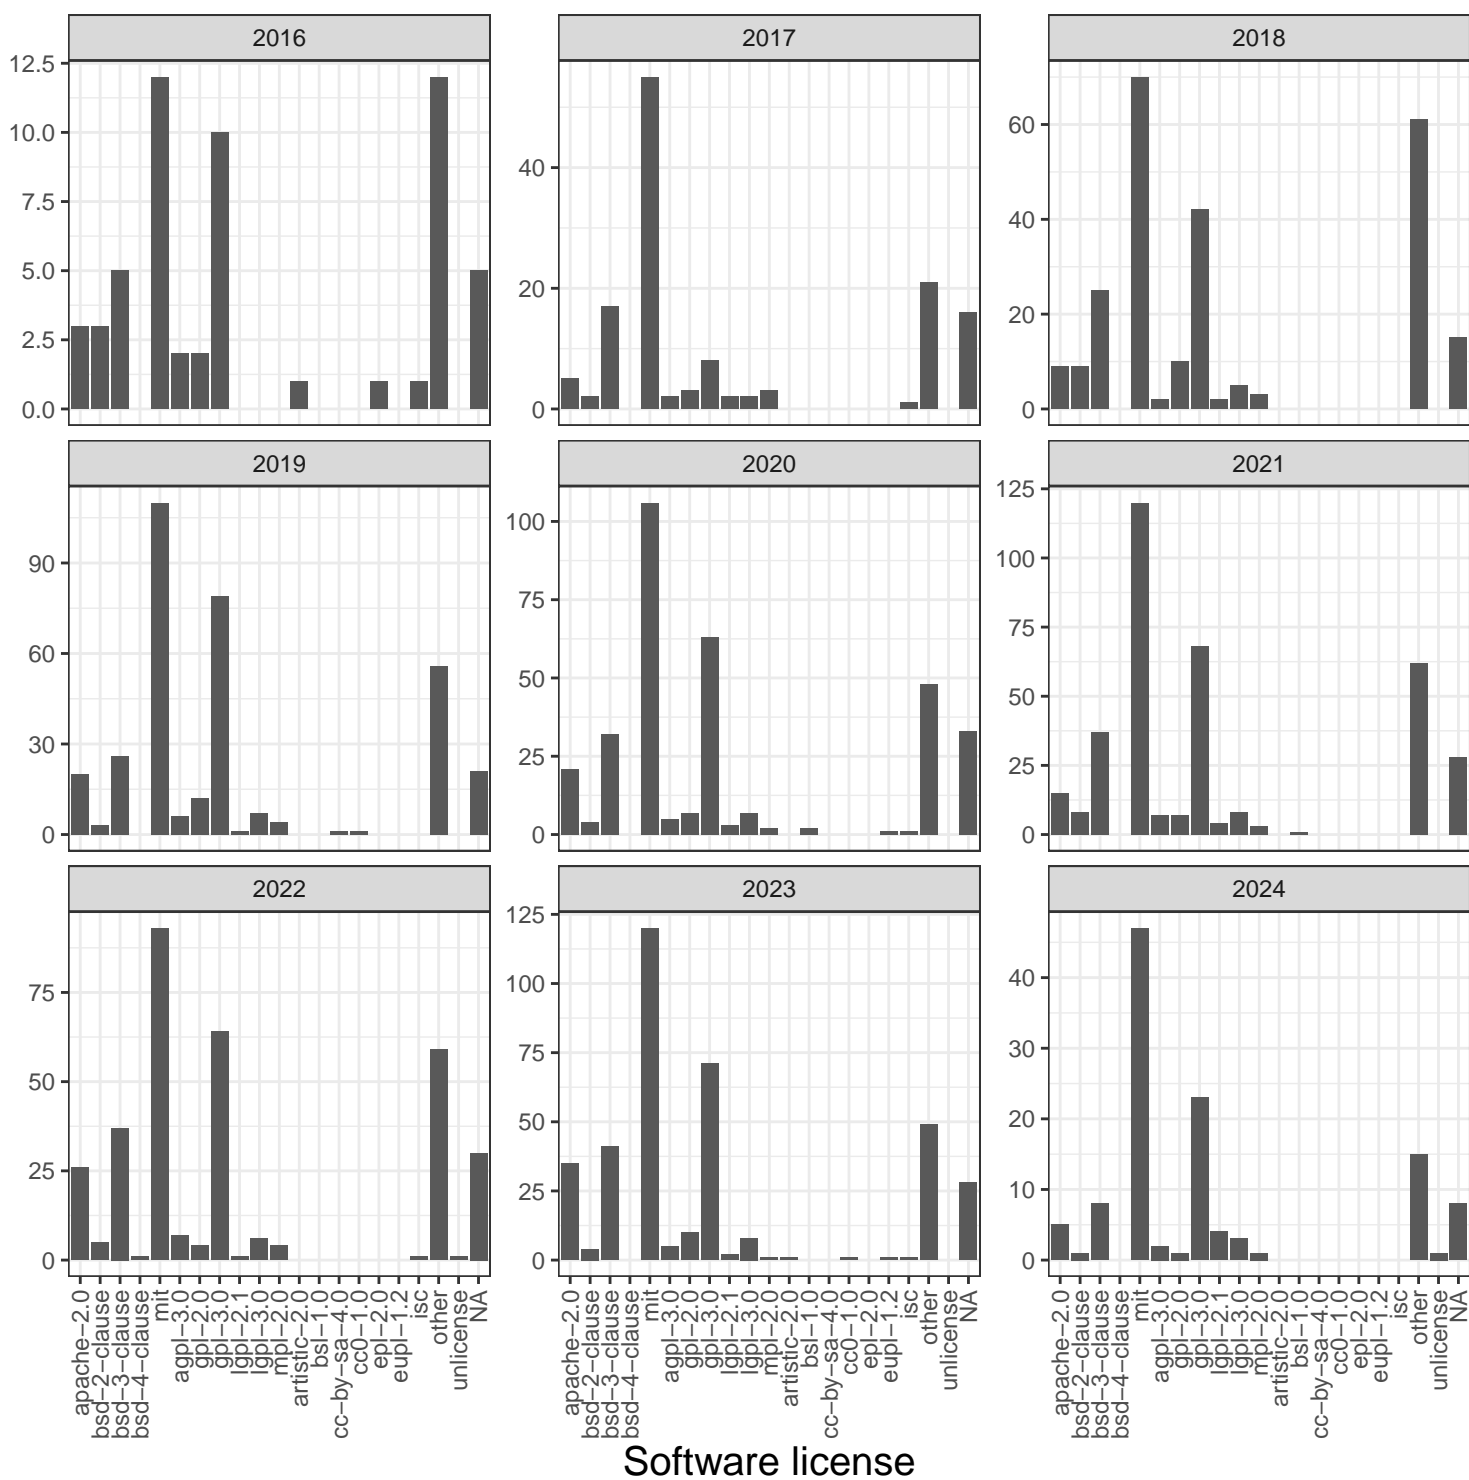 2016
2017
2018
12.5
10.0
7.5
5.0
2.5
0.0
40
20
0
60
40
20
0
2019
2020
2021
90
60
30
0
100
75
50
25
0
125
100
75
50
25
0
2022
2023
2024
75
50
25
0
125
100
75
50
25
0
40
30
20
10
0
apache−2.0
bsd−2−clause
bsd−3−clause
bsd−4−clause
mit
agpl−3.0
gpl−2.0
gpl−3.0
lgpl−2.1
lgpl−3.0
mpl−2.0
artistic−2.0
bsl−1.0
cc−by−sa−4.0
cc0−1.0
epl−2.0
eupl−1.2
isc
other
unlicense
NA
apache−2.0
bsd−2−clause
bsd−3−clause
bsd−4−clause
mit
agpl−3.0
gpl−2.0
gpl−3.0
lgpl−2.1
lgpl−3.0
mpl−2.0
artistic−2.0
bsl−1.0
cc−by−sa−4.0
cc0−1.0
epl−2.0
eupl−1.2
isc
other
unlicense
NA
apache−2.0
bsd−2−clause
bsd−3−clause
bsd−4−clause
mit
agpl−3.0
gpl−2.0
gpl−3.0
lgpl−2.1
lgpl−3.0
mpl−2.0
artistic−2.0
bsl−1.0
cc−by−sa−4.0
cc0−1.0
epl−2.0
eupl−1.2
isc
other
unlicense
NA
Software license